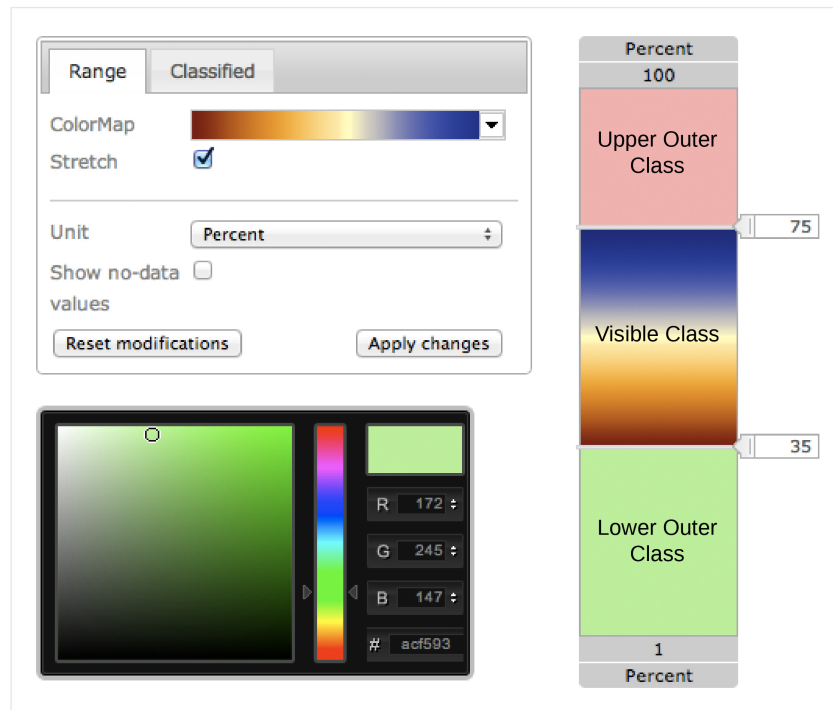 Range
Classified
ColorMap
Stretch
Unit
Percent
Show no-data
values
Reset modifications
Apply changes
R 172
G 245
B 147
# acf593
Percent
100
Upper Outer
Class
75
Visible Class
35
Lower Outer
Class
1
Percent